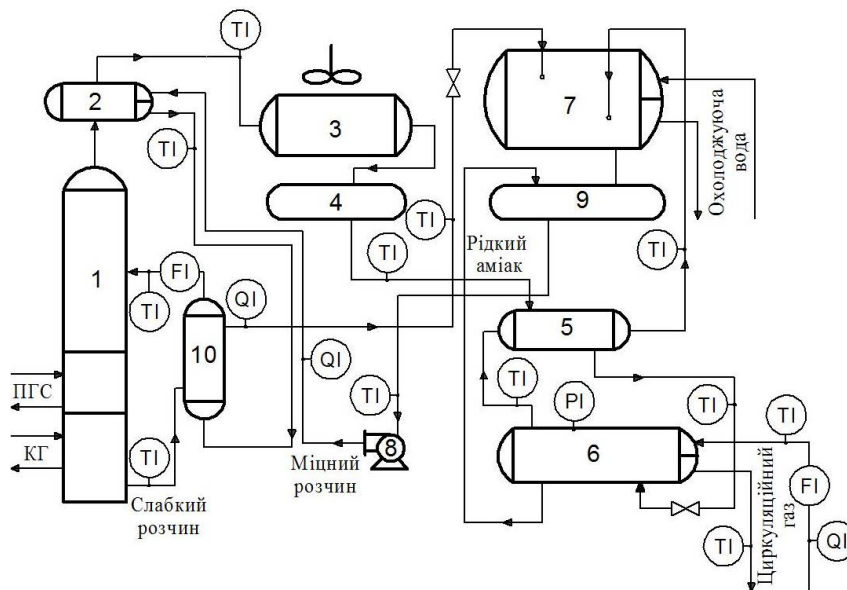 TI
2
3
7
TI
4
9
TI
Охолоджуюча
вода
1
FI
TI
QI
TI
Рідкий
аміак
TI
5
10
QI
TI
TI
PI
TI
TI
ПГС
КГ
TI
Слабкий
розчин
Міцний
розчин
8
6
Циркуляційний
газ
FI
TI
QI